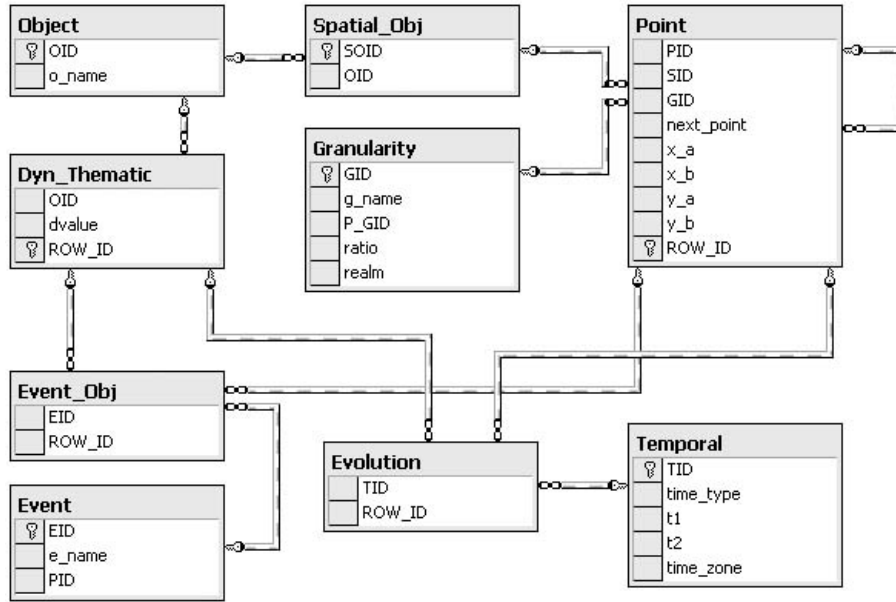 Object
OID
o_name
Spatial_Obj
SOID
OID
Point
PID
SID
GID
next_point
x_a
x_b
y_a
y_b
ROW_ID
Granularity
GID
g_name
P_GID
ratio
realm
Dyn_Thematic
OID
dvalue
ROW_ID
Event_Obj
EID
ROW_ID
Evolution
TID
ROW_ID
Temporal
TID
time_type
t1
t2
time_zone
Event
EID
e_name
PID